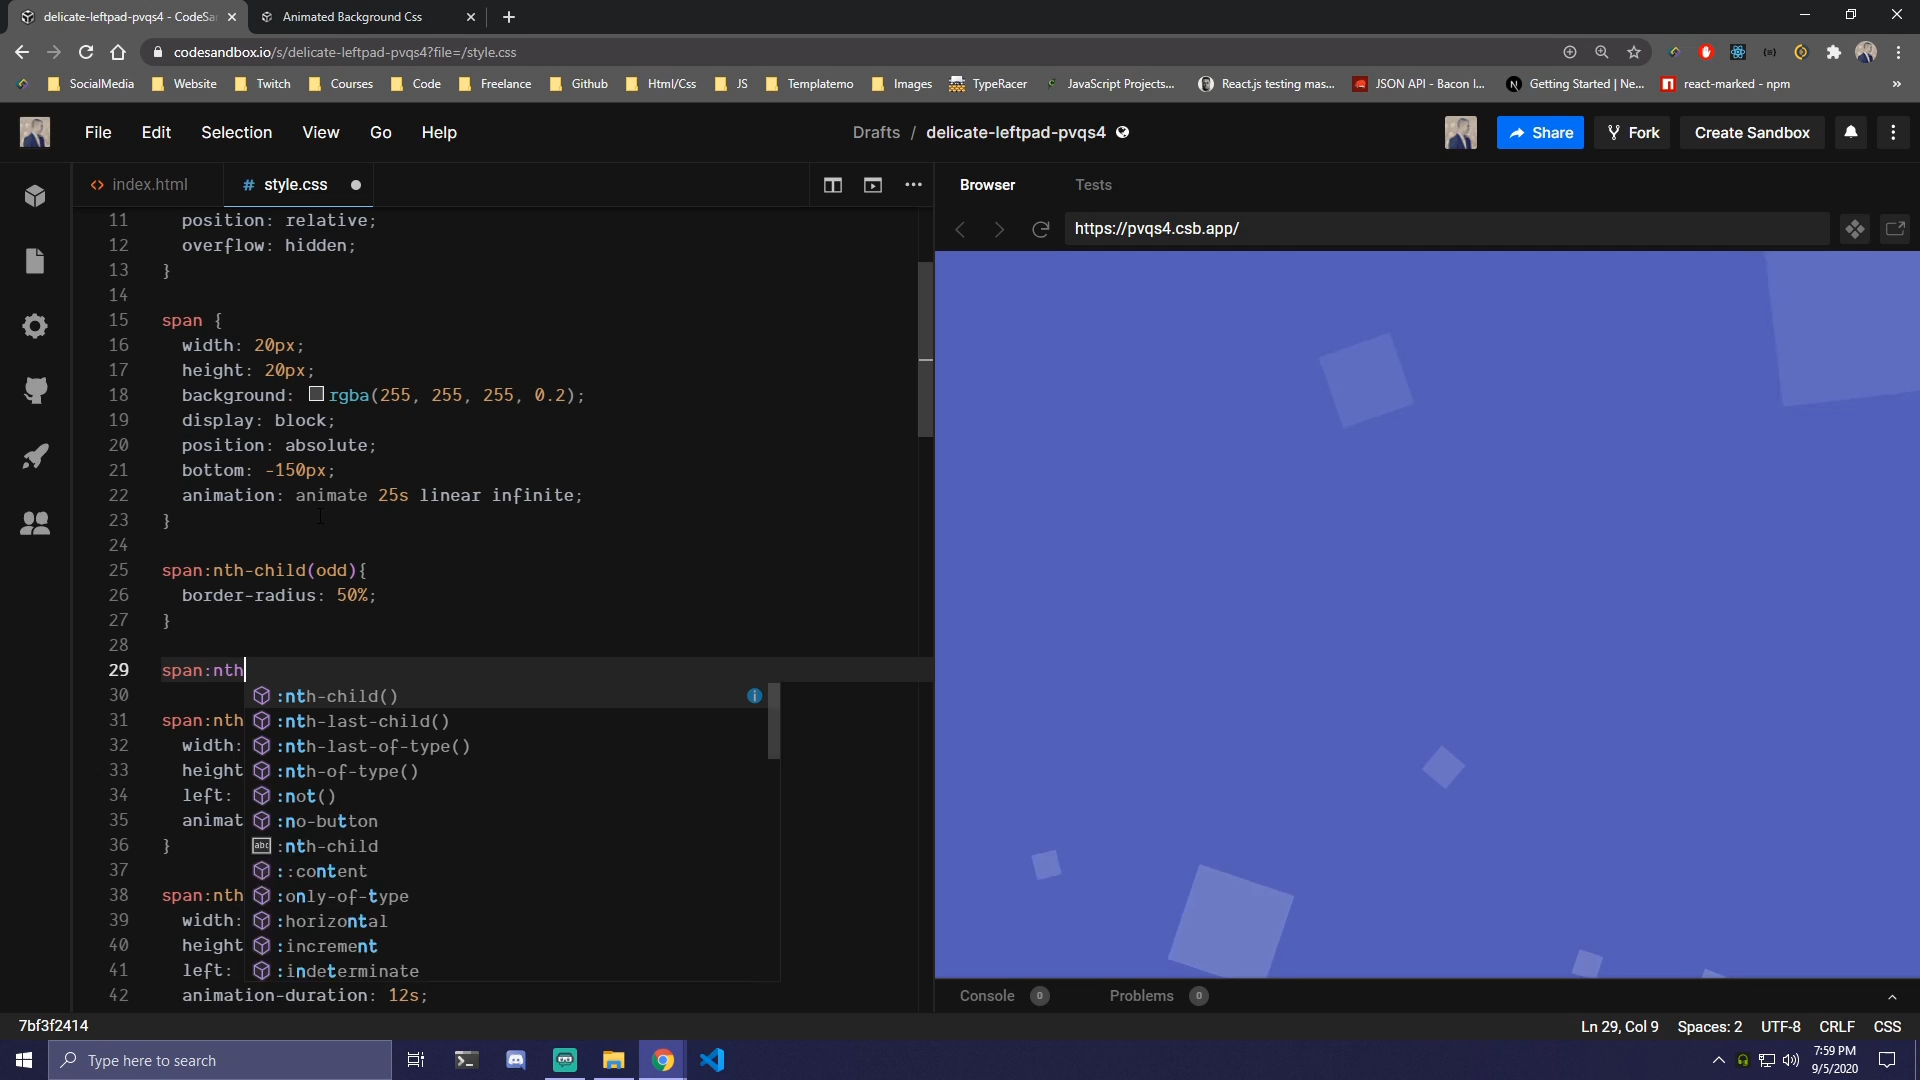 delicate-leftpad-pvqs4 - CodeSa
Animated Background Css
codesandbox.io/s/delicate-leftpad-pvqs4?file=/style.css
SocialMedia Website Twitch Courses Code Freelance Github Html/Css JS Templatemo Images TypeRacer JavaScript Projects... React.js testing mas... JSON API - Bacon I... Getting Started | Ne... react-marked - npm »
File Edit Selection View Go Help
Drafts / delicate-leftpad-pvqs4
Share Fork Create Sandbox
<> index.html # style.css
Browser Tests
https://pvqs4.csb.app/
11 position: relative;
12 overflow: hidden;
13 }
14
15 span {
16 width: 20px;
17 height: 20px;
18 background: rgba(255, 255, 255, 0.2);
19 display: block;
20 position: absolute;
21 bottom: -150px;
22 animation: animate 25s linear infinite;
23 }
24
25 span:nth-child(odd){
26 border-radius: 50%;
27 }
28
29 span:nth
30 :nth-child()
31 span:nth :nth-last-child()
32 width: :nth-last-of-type()
33 height :nth-of-type()
34 left: :not()
35 animat :no-button
36 } abc :nth-child
37 ::content
38 span:nth :only-of-type
39 width: :horizontal
40 height :increment
41 left: :indeterminate
42 animation-duration: 12s;
Console 0 Problems 0
7bf3f2414
Ln 29, Col 9 Spaces: 2 UTF-8 CRLF CSS
Type here to search
7:59 PM
9/5/2020